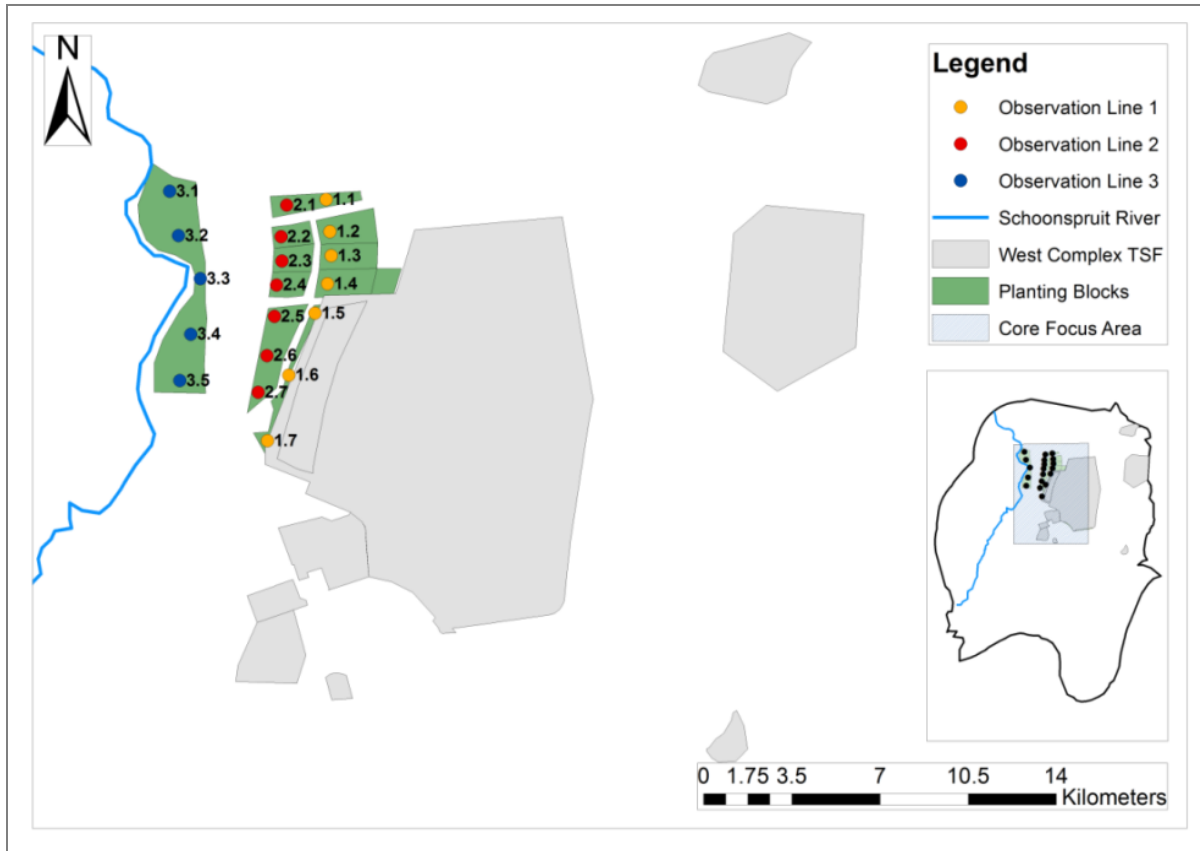 N
Legend
Observation Line 1
Observation Line 2
Observation Line 3
Schoonspruit River
West Complex TSF
Planting Blocks
Core Focus Area
3.1
2.1
1.1
3.2
2.2
1.2
2.3
1.3
3.3
2.4
1.4
2.5
1.5
3.4
2.6
1.6
3.5
2.7
1.7
0 1.75 3.5 7 10.5 14
Kilometers